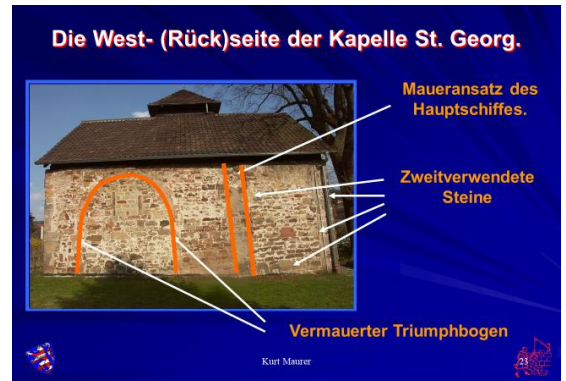 Die West- (Rück)seite der Kapelle St. Georg.
Maueransatz des
Hauptschiffes.
Zweitverwendete
Steine
Vermauerter Triumphbogen
Kurt Maurer
23